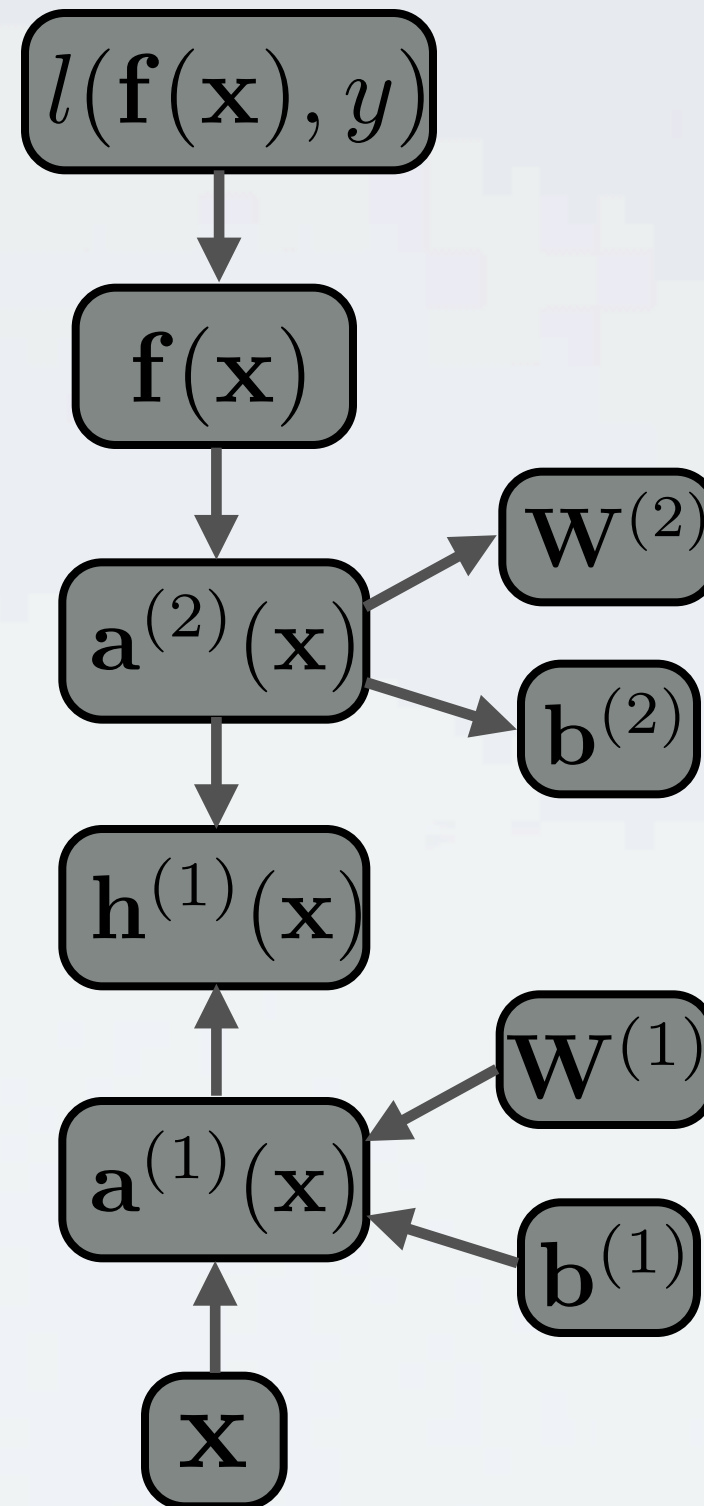 l(f(x), y)
f(x)
W^(2)
a^(2)(x)
b^(2)
h^(1)(x)
W^(1)
a^(1)(x)
b^(1)
x